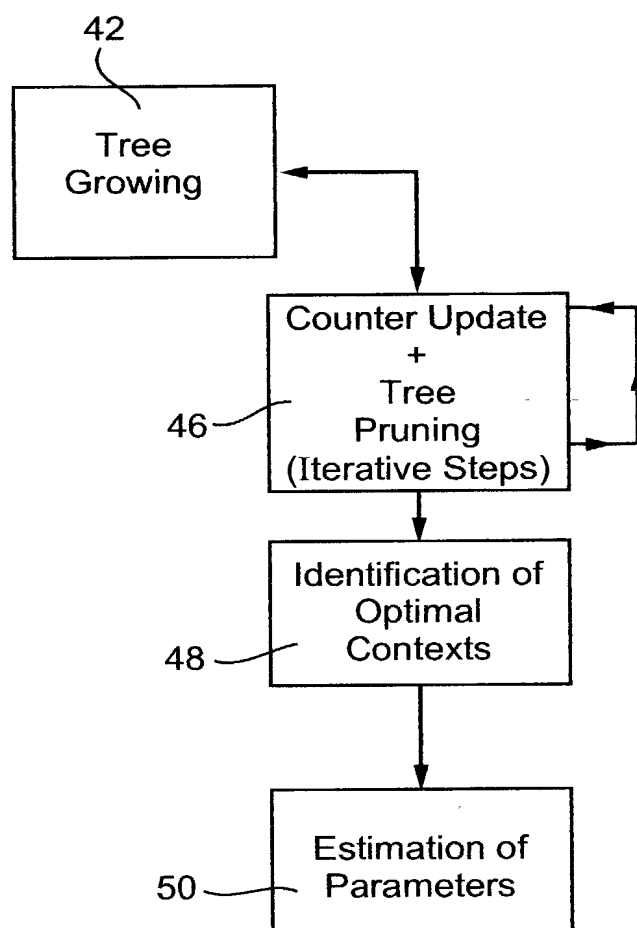 42
Tree
Growing
Counter Update
+
Tree
Pruning
(Iterative Steps)
46
Identification of
Optimal
Contexts
48
Estimation of
Parameters
50